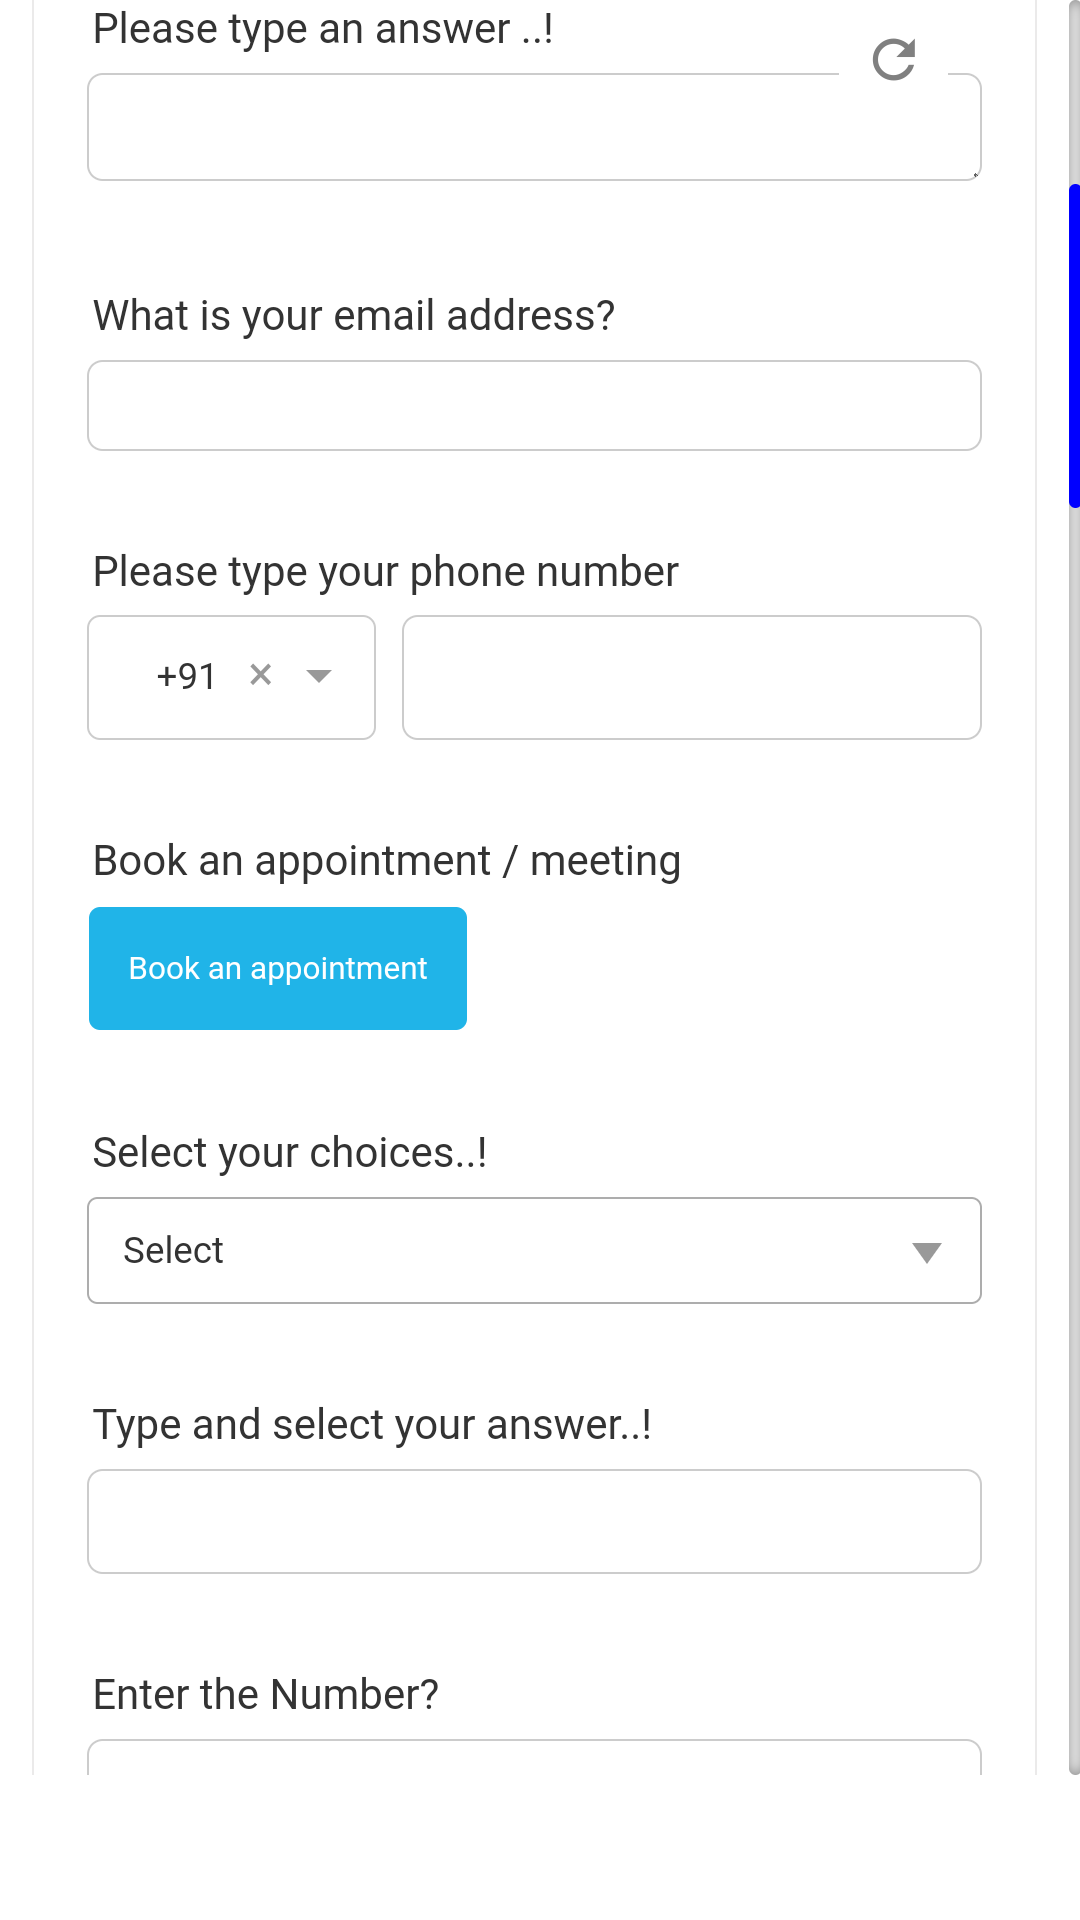 Please type an answer ..!
What is your email address?
Please type your phone number
+91 ×
Book an appointment / meeting
Book an appointment
Select your choices..!
Select
Type and select your answer..!
Enter the Number?